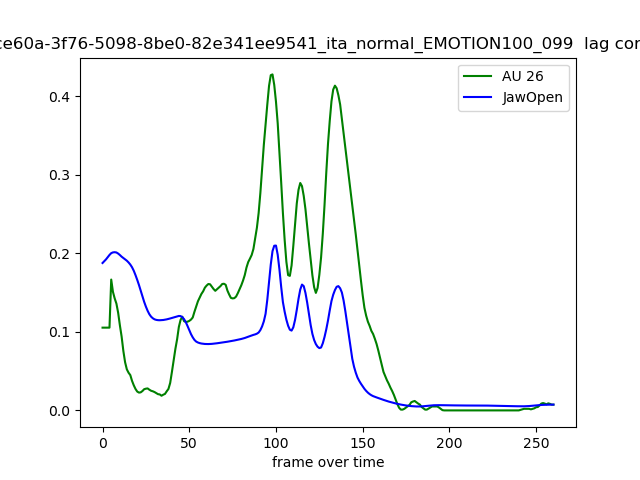 ce60a-3f76-5098-8be0-82e341ee9541_ita_normal_EMOTION100_099 lag cor
AU 26
JawOpen
0.4
0.3
0.2
0.1
0.0
0 50 100 150 200 250
frame over time